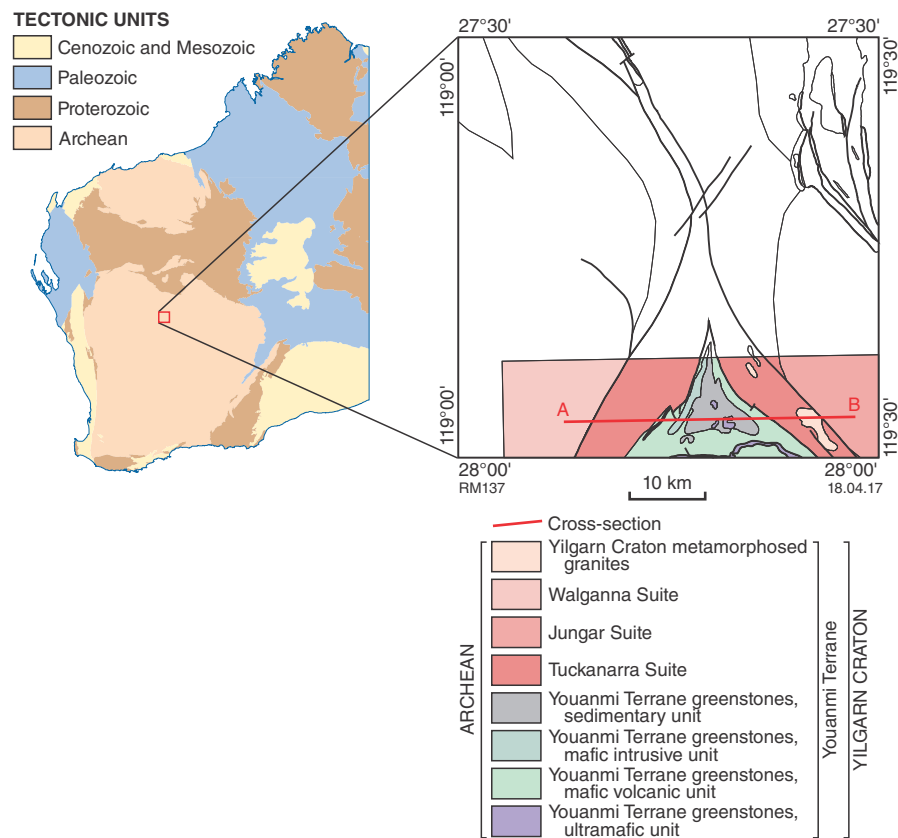 TECTONIC UNITS
Cenozoic and Mesozoic
Paleozoic
Proterozoic
Archean
27°30'
27°30'
119°00'
119°30'
A
B
119°00'
119°30'
28°00'
28°00'
RM137
18.04.17
10 km
Cross-section
Yilgarn Craton metamorphosed
granites
Walganna Suite
Jungar Suite
Tuckanarra Suite
Youanmi Terrane greenstones,
sedimentary unit
Youanmi Terrane greenstones,
mafic intrusive unit
Youanmi Terrane greenstones,
mafic volcanic unit
Youanmi Terrane greenstones,
ultramafic unit
ARCHEAN
Youanmi Terrane
YILGARN CRATON